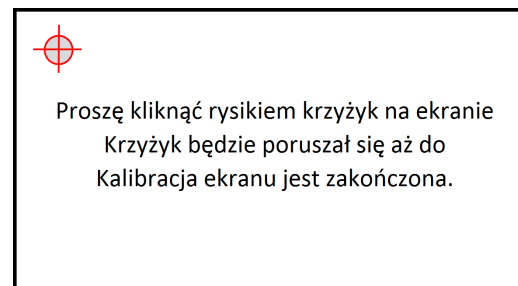 Proszę kliknąć rysikiem krzyżyk na ekranie
Krzyżyk będzie poruszał się aż do
Kalibracja ekranu jest zakończona.